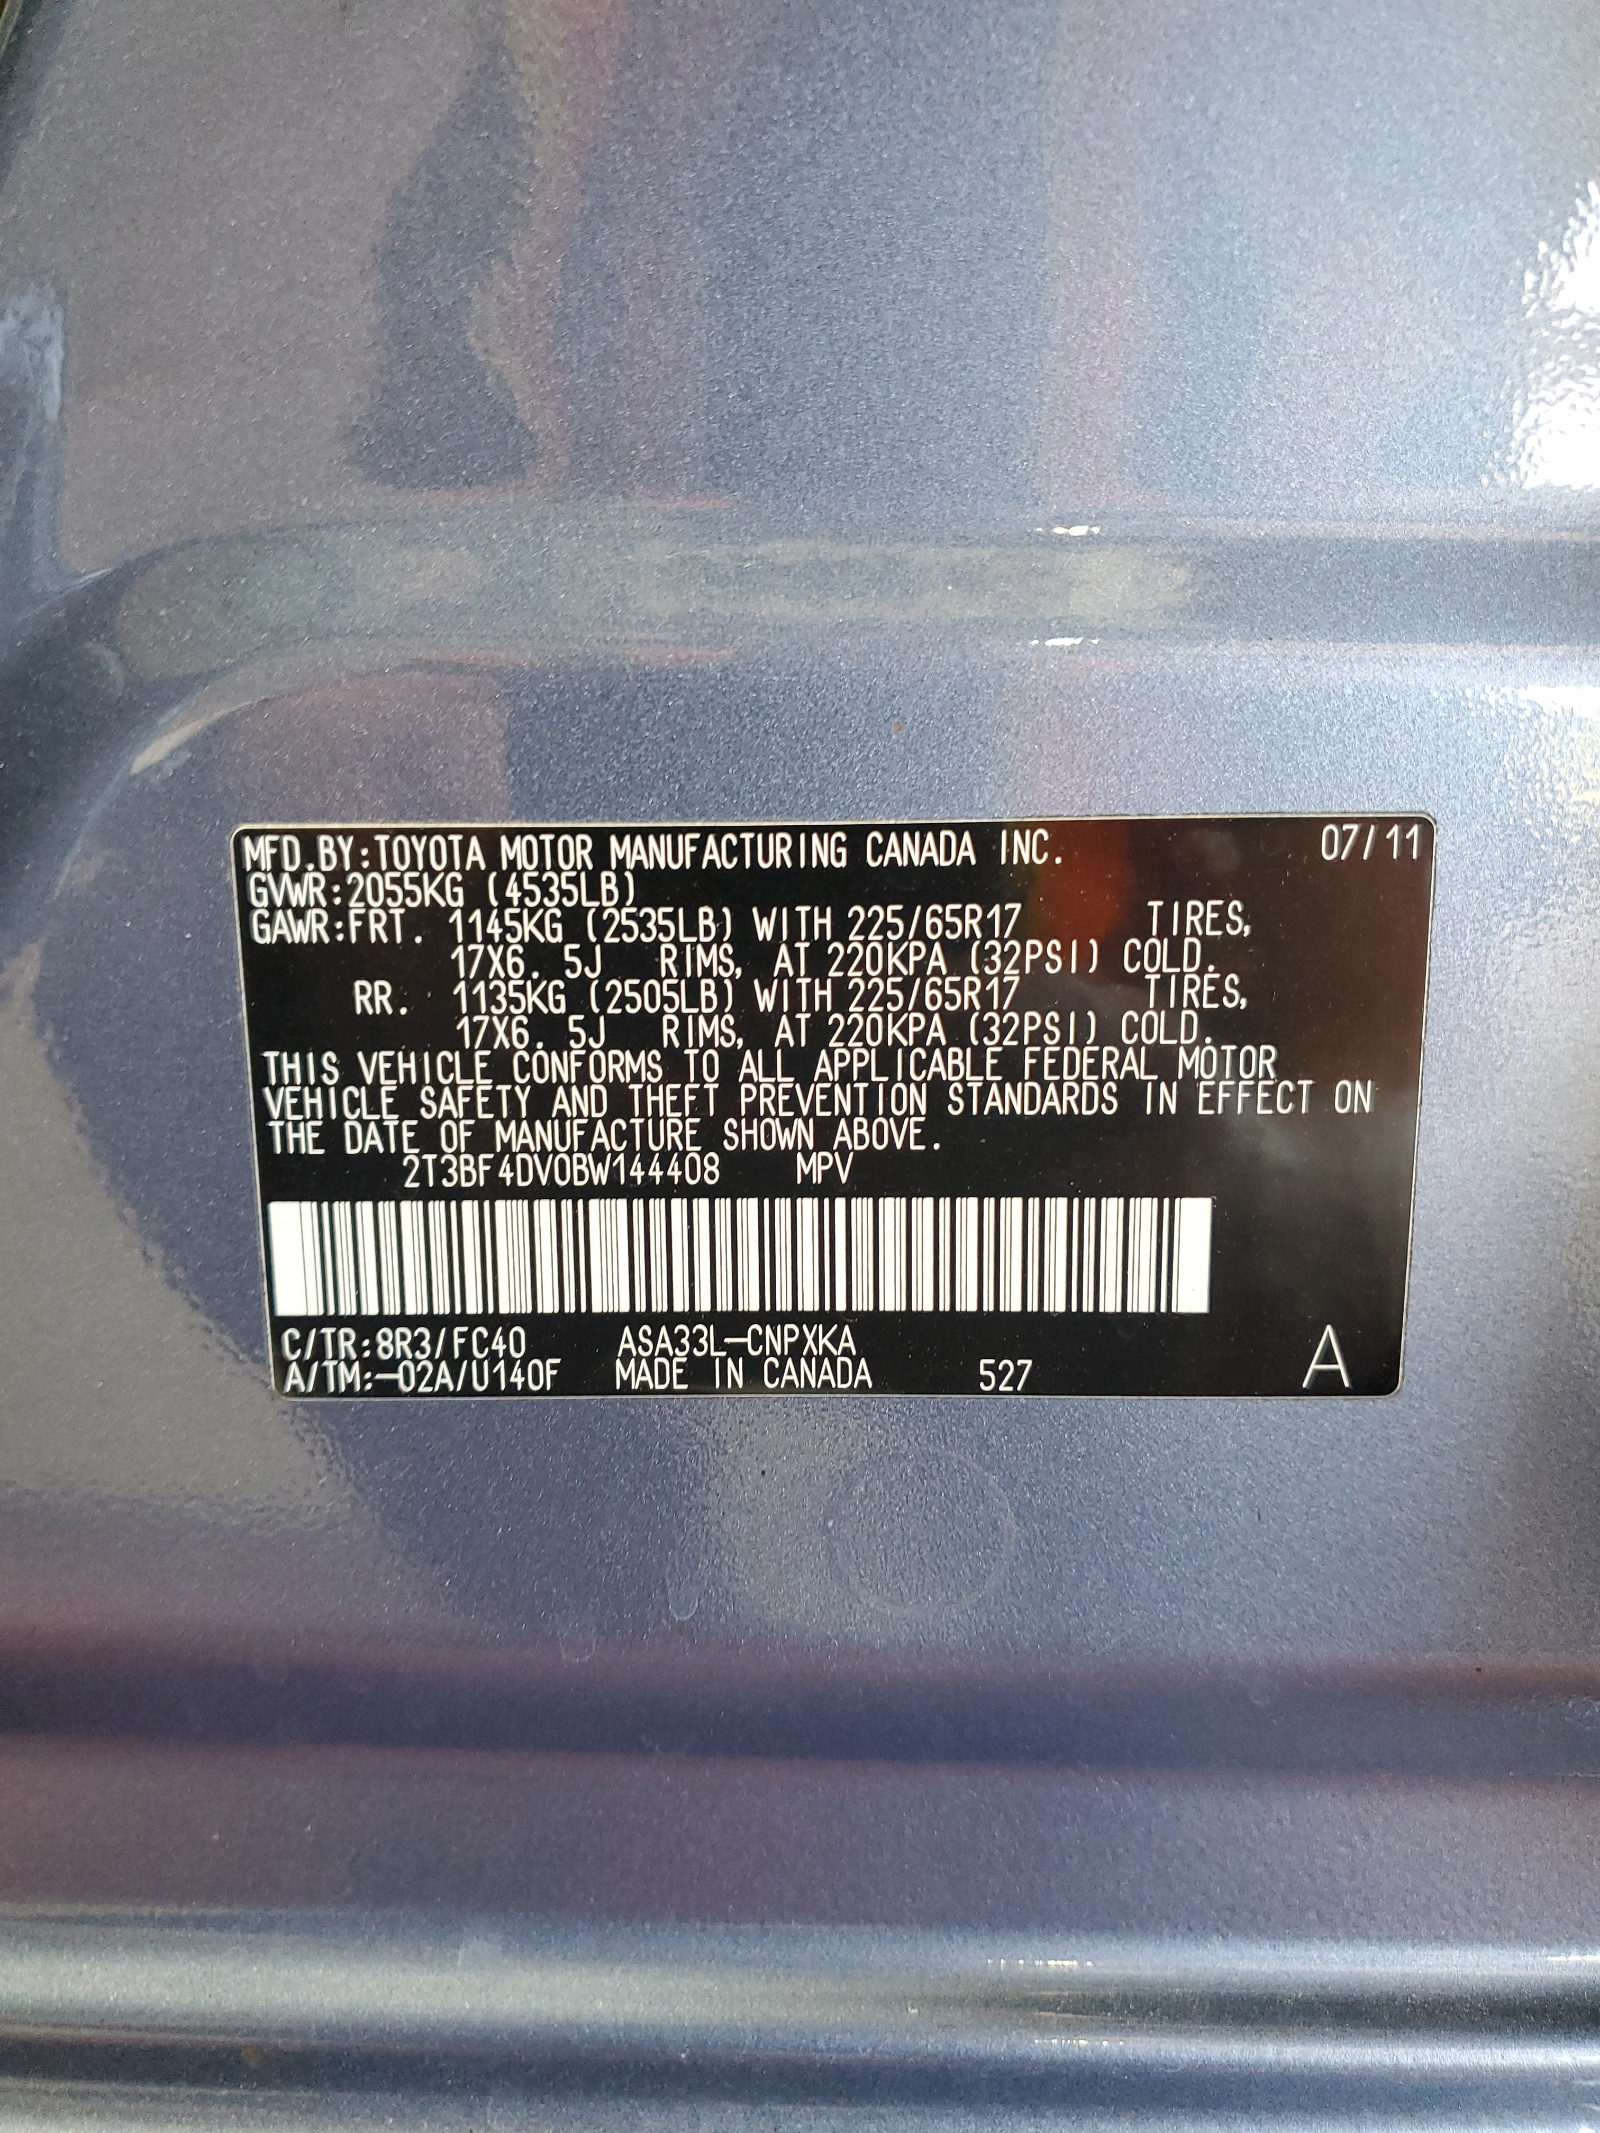 MFD.BY:TOYOTA MOTOR MANUFACTURING CANADA INC. 07/11
GVWR:2055KG (4535LB)
GAWR:FRT. 1145KG (2535LB) WITH 225/65R17 TIRES,
17X6. 5J RIMS, AT 220KPA (32PSI) COLD.
RR. 1135KG (2505LB) WITH 225/65R17 TIRES,
17X6. 5J RIMS, AT 220KPA (32PSI) COLD.
THIS VEHICLE CONFORMS TO ALL APPLICABLE FEDERAL MOTOR
VEHICLE SAFETY AND THEFT PREVENTION STANDARDS IN EFFECT ON
THE DATE OF MANUFACTURE SHOWN ABOVE.
2T3BF4DV0BW144408 MPV
C/TR:8R3/FC40 ASA33L-CNPXKA
A/TM:-02A/U140F MADE IN CANADA 527 A